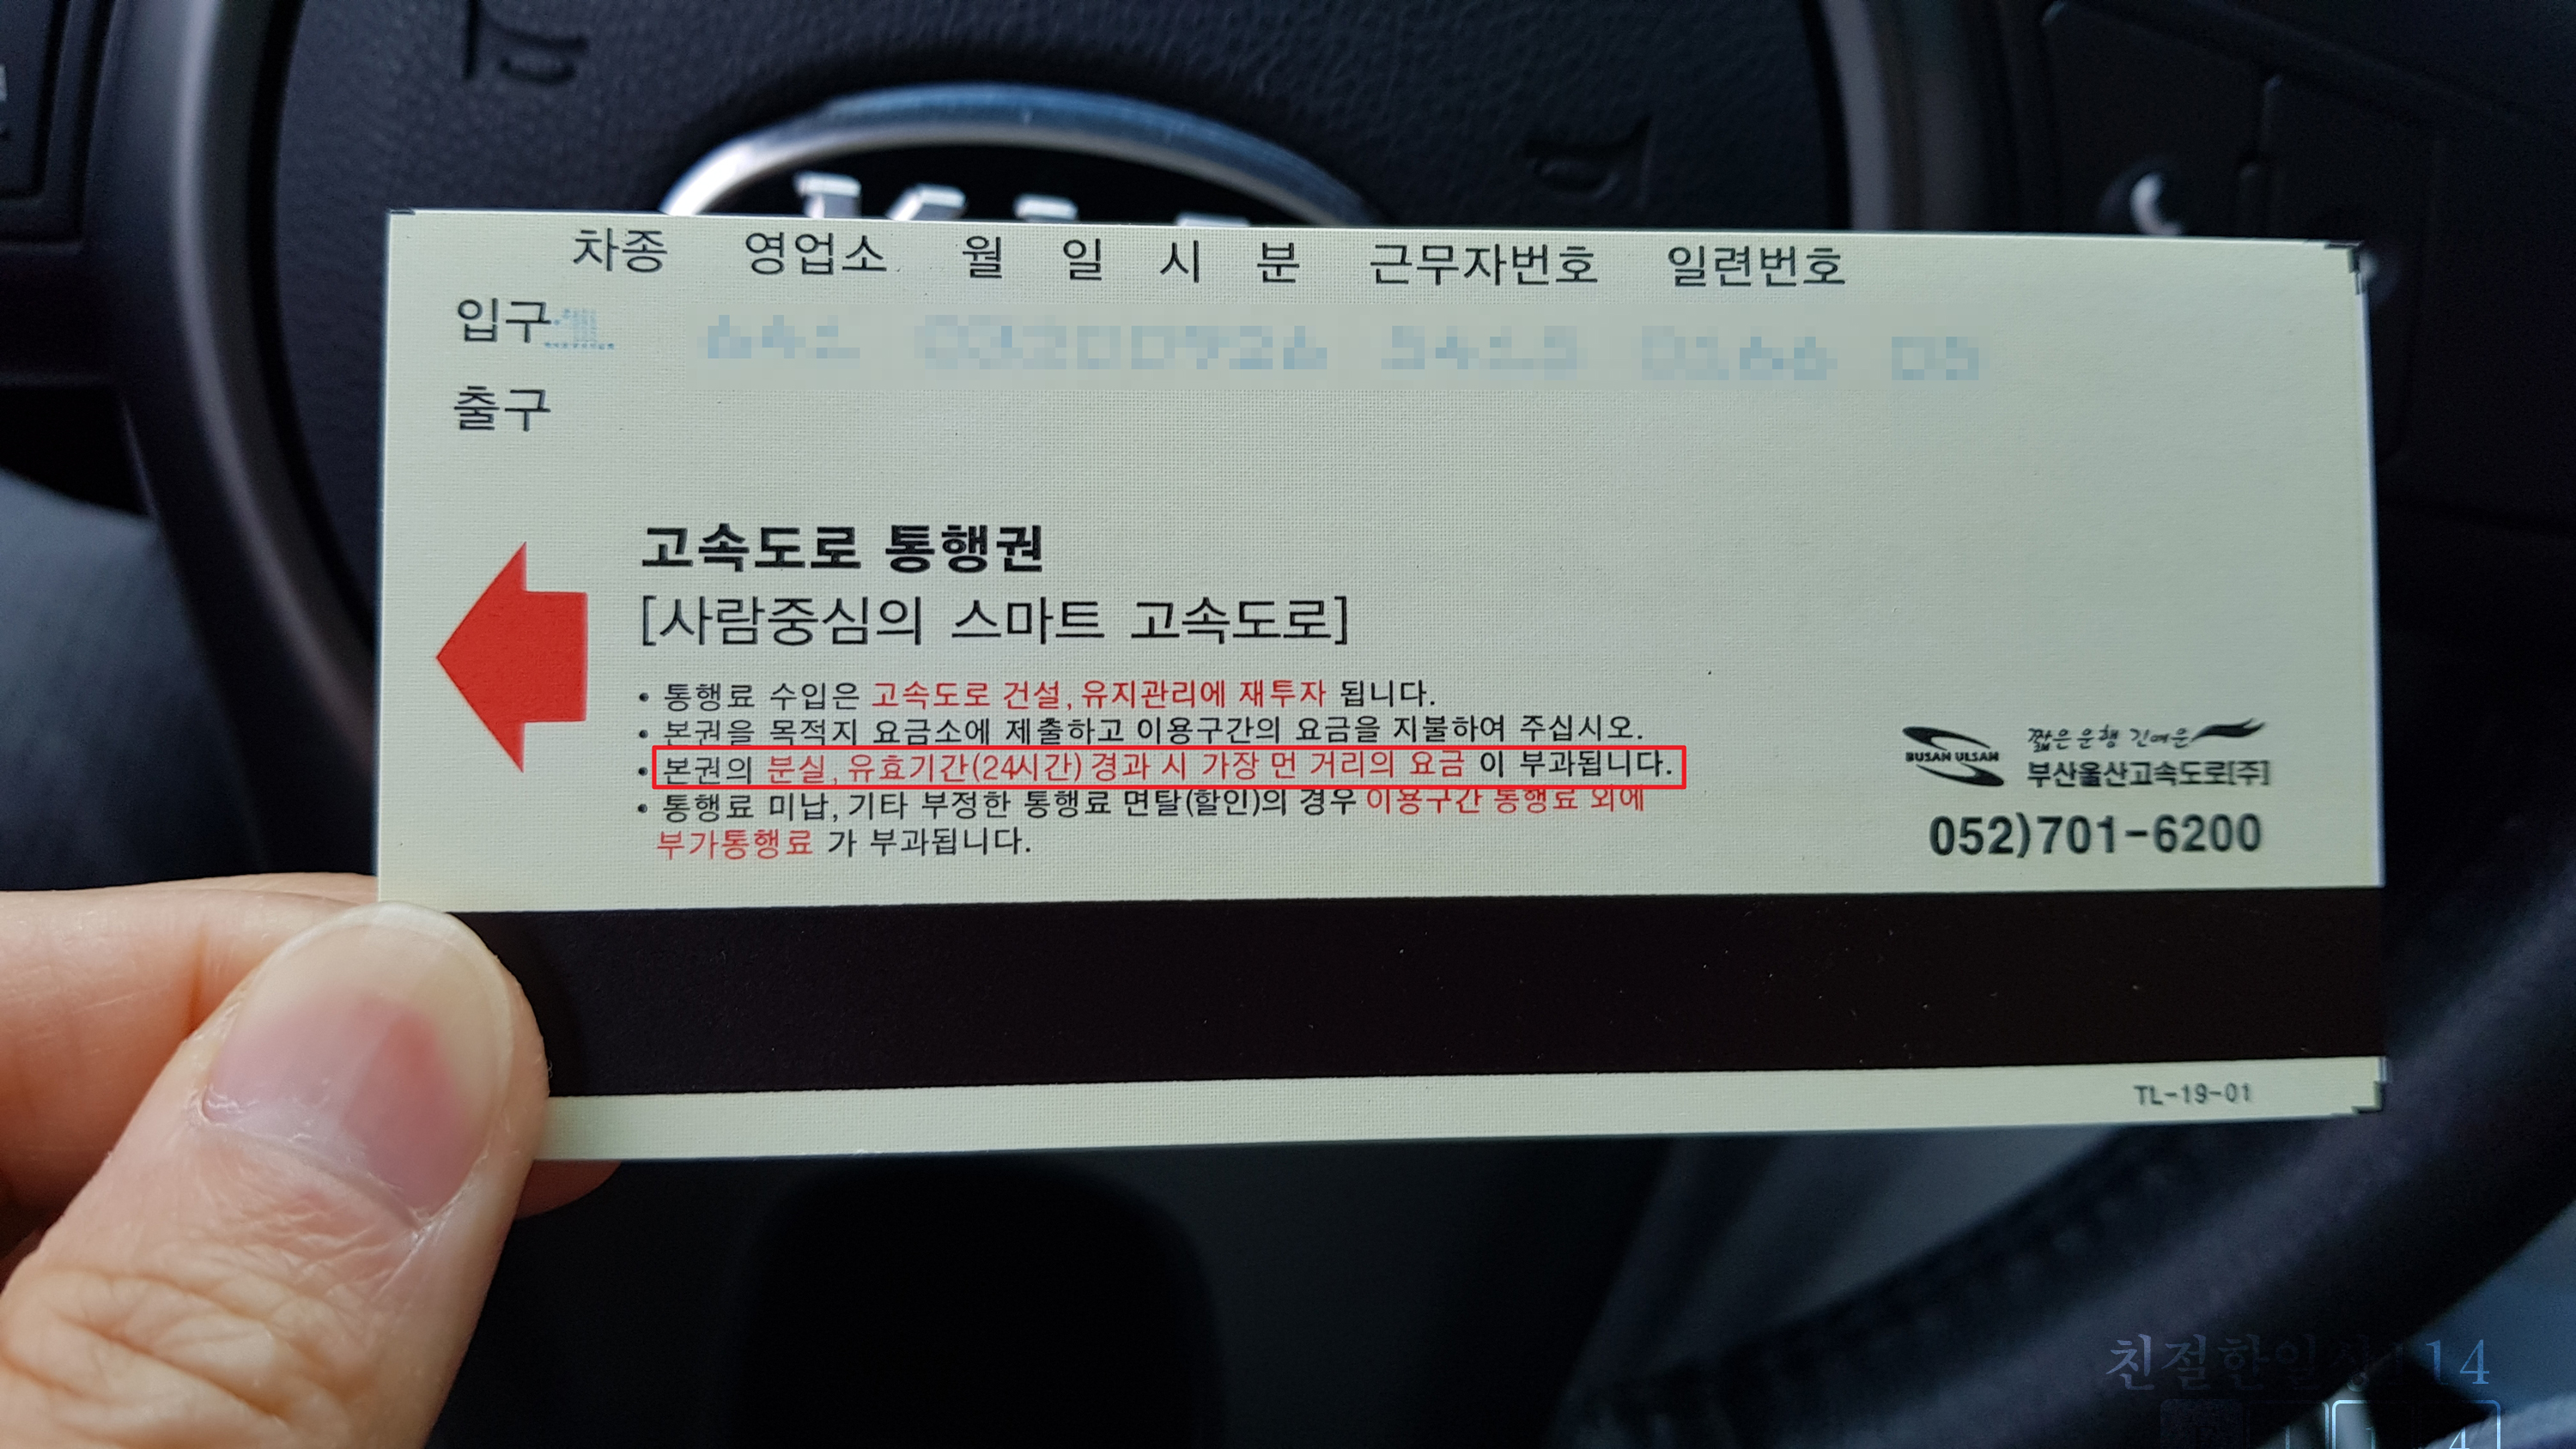 차종 영업소 월 일 시 분 근무자번호 일련번호
입구
출구
고속도로 통행권
[사람중심의 스마트 고속도로]
• 통행료 수입은 고속도로 건설, 유지관리에 재투자 됩니다.
• 본권을 목적지 요금소에 제출하고 이용구간의 요금을 지불하여 주십시오.
• 본권의 분실, 유효기간(24시간) 경과 시 가장 먼 거리의 요금 이 부과됩니다.
• 통행료 미납, 기타 부정한 통행료 면탈(할인)의 경우 이용구간 통행료 외에
부가통행료 가 부과됩니다.
BUSAN ULSAN
짧은 운행 긴여운
부산울산고속도로[주]
052)701-6200
TL-19-01
친절한일상114